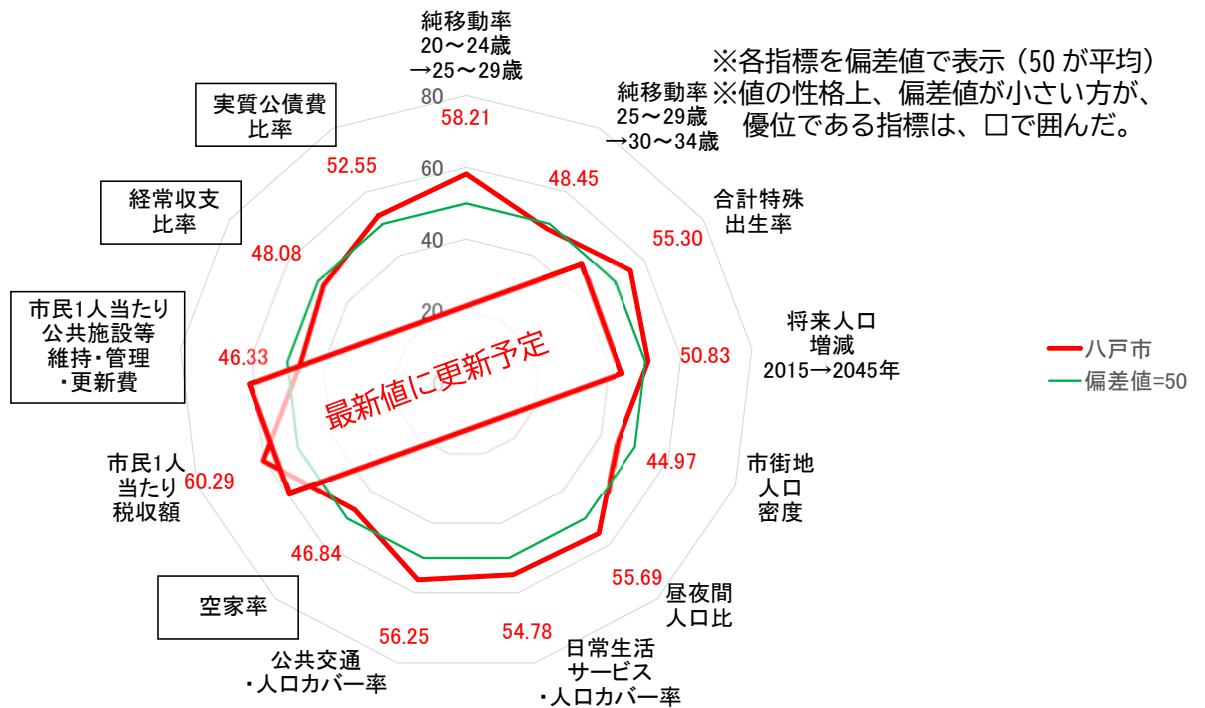 純移動率
20～24歳
→25～29歳
※各指標を偏差値で表示（50が平均）
※値の性格上、偏差値が小さい方が、
優位である指標は、□で囲んだ。
純移動率
25～29歳
→30～34歳
実質公債費
比率
80
58.21
52.55
60
48.45
合計特殊
出生率
55.30
経常収支
比率
48.08
40
市民1人当たり
公共施設等
維持・管理
・更新費
46.33
20
0
最新値に更新予定
将来人口
増減
2015→2045年
50.83
八戸市
偏差値=50
市民1人
当たり
税収額
60.29
44.97
市街地
人口
密度
空家率
46.84
55.69
昼夜間
人口比
公共交通
・人口カバー率
56.25
54.78
日常生活
サービス
・人口カバー率